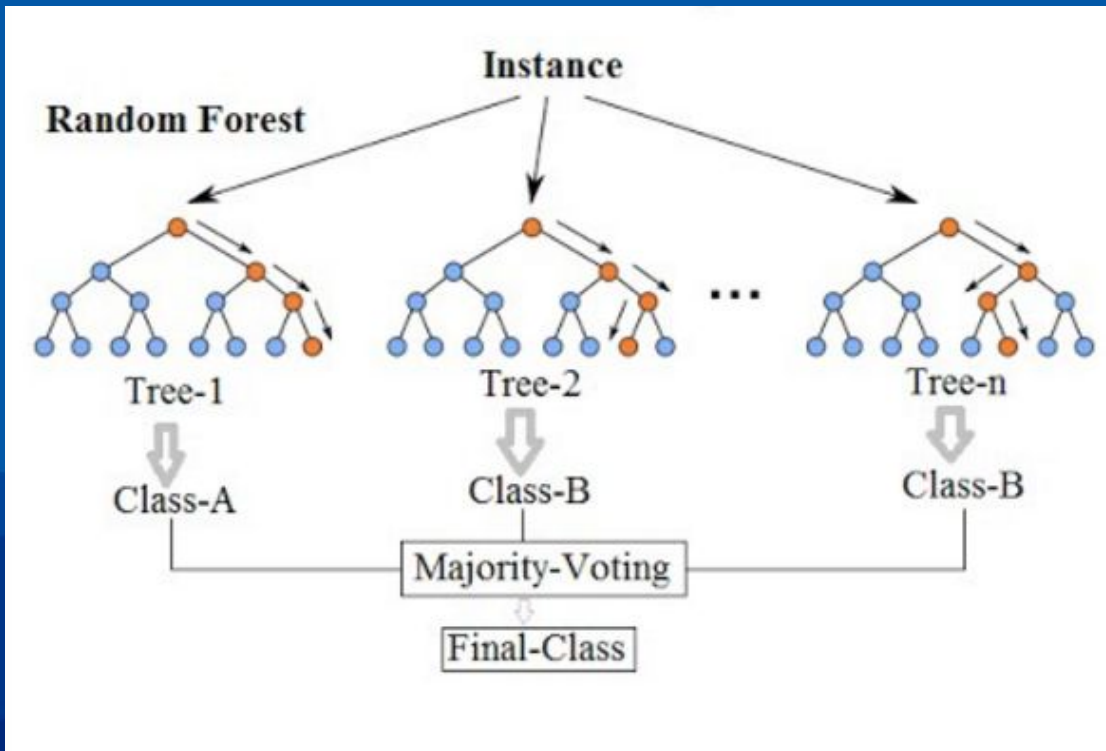 Instance
Random Forest
...
Tree-1
Tree-2
Tree-n
Class-A
Class-B
Class-B
Majority-Voting
Final-Class